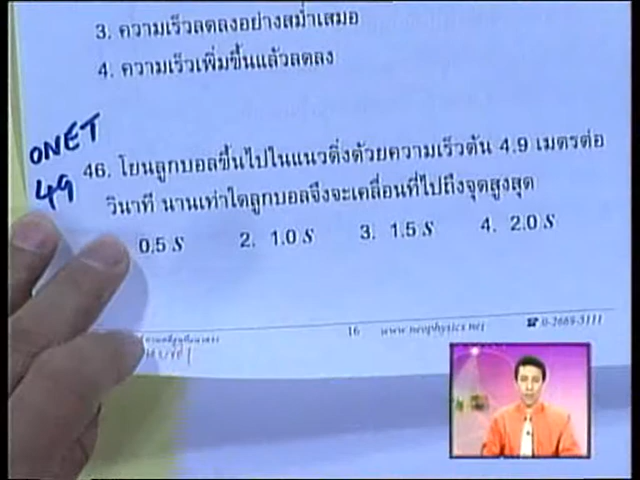 3. ความเร็วลดลงอย่างสม่ำเสมอ
4. ความเร็วเพิ่มขึ้นแล้วลดลง
ONET
49
46. โยนลูกบอลขึ้นไปในแนวดิ่งด้วยความเร็วต้น 4.9 เมตรต่อ
วินาที นานเท่าใดลูกบอลจึงจะเคลื่อนที่ไปถึงจุดสูงสุด
0.5 S 2. 1.0 S 3. 1.5 S 4. 2.0 S
16 www.neophysics.net ☎ 0-2669-5111